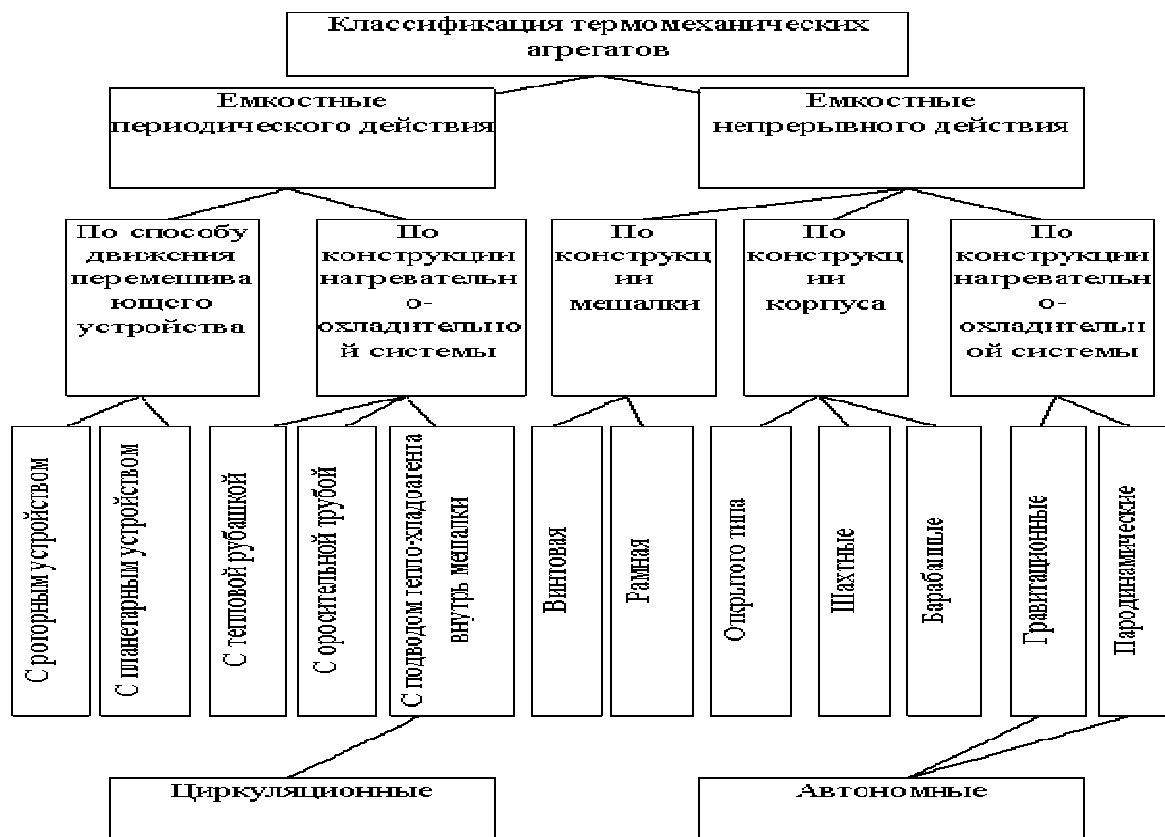 Классификация термомеханических
агрегатов
Емкостные
периодического действия
Емкостные
непрерывного действия
По способу
движения
перемешива
ющего
устройства
По
конструкции
нагревательн
о-
охладительно
й системы
По
конструкц
ии
мешалки
По
конструкц
ии
корпуса
По
конструкции
нагревательн
о-
охладительн
ой системы
С роторным устройством
С планетарным устройством
С тепповой рубашкой
С оросительной трубой
С подводом тепло-хладоагента
внутрь мешалки
Винтовая
Рамная
Открытого типа
Шахтные
Барабанные
Гравитационные
Пародинамические
Циркуляционные
Автономные